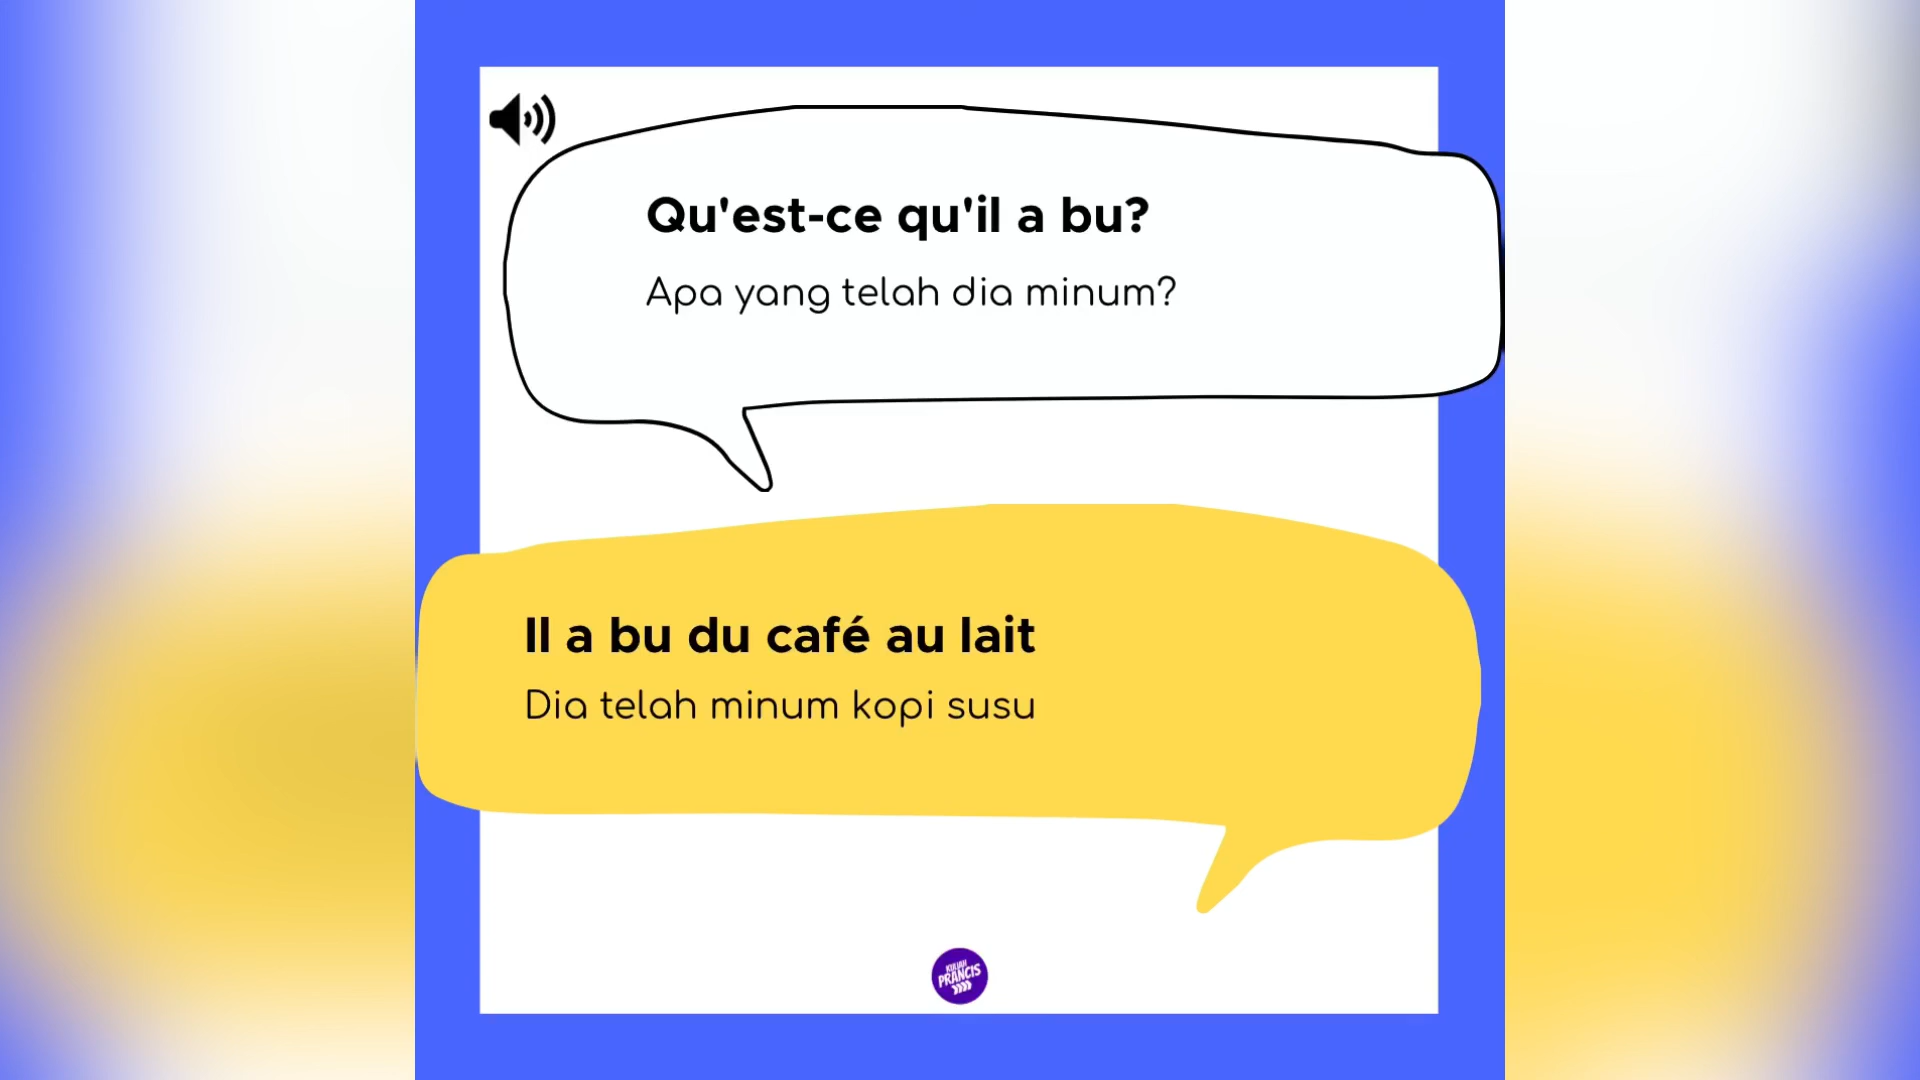 Qu'est-ce qu'il a bu?
Apa yang telah dia minum?
Il a bu du café au lait
Dia telah minum kopi susu
KULIAH
PRANCIS